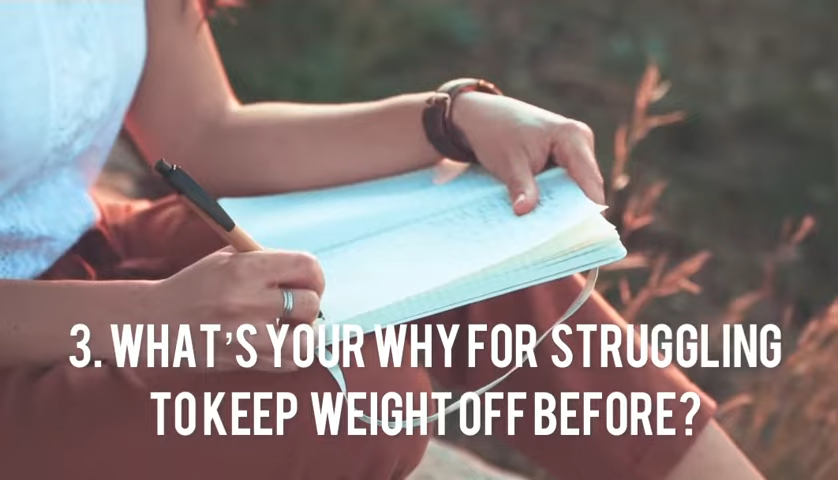 3. WHAT'S YOUR WHY FOR STRUGGLING
TO KEEP WEIGHT OFF BEFORE?